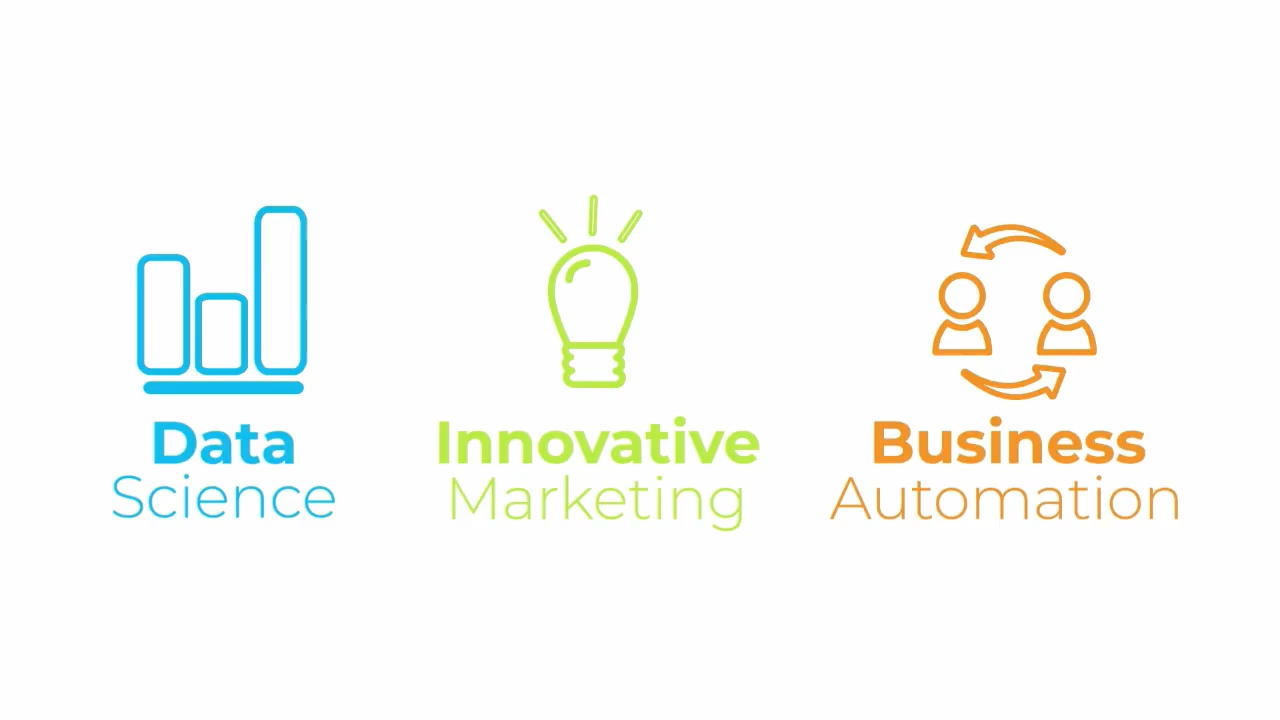 Data
Science
Innovative
Marketing
Business
Automation